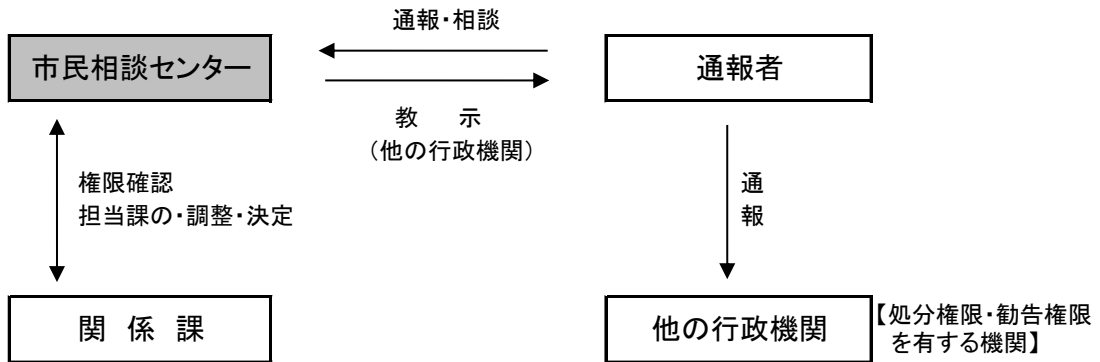 通報・相談
市民相談センター
通報者
教 示
(他の行政機関)
権限確認
担当課の・調整・決定
通
報
関 係 課
他の行政機関
【処分権限・勧告権限
を有する機関】